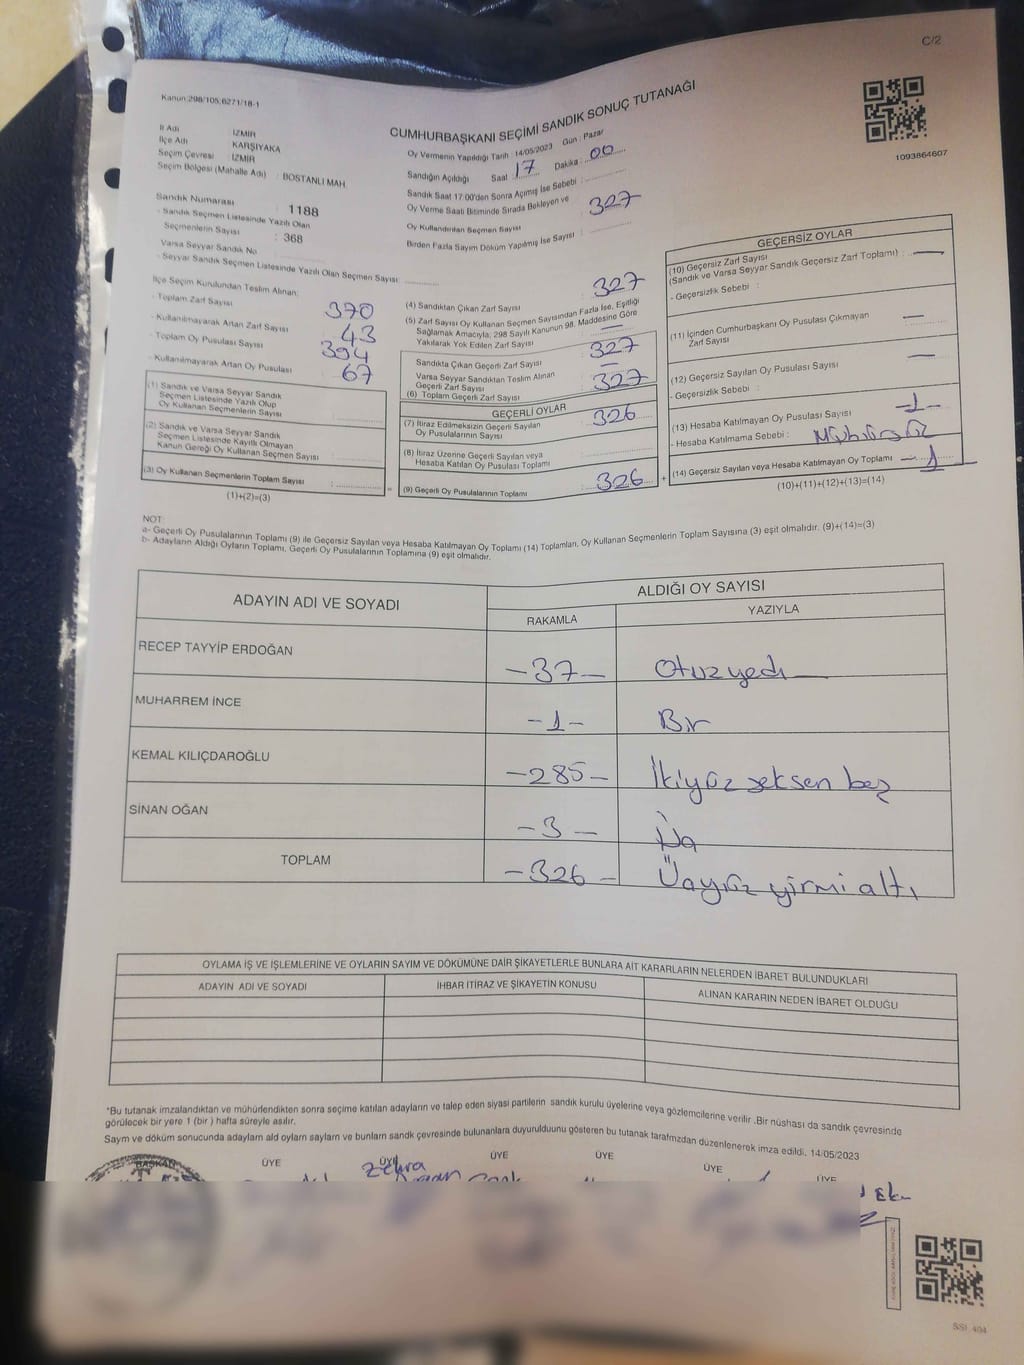 C/2
Kanun:298/105;6271/18-1
CUMHURBAŞKANI SEÇİMİ SANDIK SONUÇ TUTANAĞI
1093864607
İl Adı : İZMİR
İlçe Adı : KARŞIYAKA
Seçim Çevresi : İZMİR
Seçim Bölgesi (Mahalle Adı) : BOSTANLI MAH.
Oy Vermenin Yapıldığı Tarih : 14/05/2023 Gün : Pazar
Sandığın Açıldığı Saat : 17 Dakika : 00
Sandık Saat 17:00'den Sonra Açımış İse Sebebi :
Oy Verme Saati Bitiminde Sırada Bekleyen ve
Oy Kullandırılan Seçmen Sayısı : 327
Birden Fazla Sayım Döküm Yapılmış İse Sayısı :
Sandık Numarası : 1188
- Sandık Seçmen Listesinde Yazılı Olan
Seçmenlerin Sayısı : 368
Varsa Seyyar Sandık No :
- Seyyar Sandık Seçmen Listesinde Yazılı Olan Seçmen Sayısı:
İlçe Seçim Kurulundan Teslim Alınan:
- Toplam Zarf Sayısı 370
- Kullanılmayarak Artan Zarf Sayısı 43
- Toplam Oy Pusulası Sayısı 394
- Kullanılmayarak Artan Oy Pusulası 67
(1) Sandık ve Varsa Seyyar Sandık
Seçmen Listesinde Yazılı Olup
Oy Kullanan Seçmenlerin Sayısı :
(2) Sandık ve Varsa Seyyar Sandık
Seçmen Listesinde Kayıtlı Olmayan
Kanun Gereği Oy Kullanan Seçmen Sayısı :
(3) Oy Kullanan Seçmenlerin Toplam Sayısı :
(1)+(2)=(3)
(4) Sandıktan Çıkan Zarf Sayısı 327
(5) Zarf Sayısı Oy Kullanan Seçmen Sayısından Fazla İse, Eşitliği
Sağlamak Amacıyla, 298 Sayılı Kanunun 98. Maddesine Göre
Yakılarak Yok Edilen Zarf Sayısı —
Sandıkta Çıkan Geçerli Zarf Sayısı 327
Varsa Seyyar Sandıktan Teslim Alınan
Geçerli Zarf Sayısı —
(6) Toplam Geçerli Zarf Sayısı 327
GEÇERLİ OYLAR
(7) İtiraz Edilmeksizin Geçerli Sayılan
Oy Pusulalarının Sayısı 326
(8) İtiraz Üzerine Geçerli Sayılan veya
Hesaba Katılan Oy Pusulası Toplamı :
(9) Geçerli Oy Pusulalarının Toplamı : 326
GEÇERSİZ OYLAR
(10) Geçersiz Zarf Sayısı
(Sandık ve Varsa Seyyar Sandık Geçersiz Zarf Toplamı) : —
- Geçersizlik Sebebi :
(11) İçinden Cumhurbaşkanı Oy Pusulası Çıkmayan
Zarf Sayısı —
(12) Geçersiz Sayılan Oy Pusulası Sayısı —
- Geçersizlik Sebebi :
(13) Hesaba Katılmayan Oy Pusulası Sayısı -1-
- Hesaba Katılmama Sebebi : Mühürsüz
(14) Geçersiz Sayılan veya Hesaba Katılmayan Oy Toplamı - 1
(10)+(11)+(12)+(13)=(14)
NOT:
a- Geçerli Oy Pusulalarının Toplamı (9) ile Geçersiz Sayılan veya Hesaba Katılmayan Oy Toplamı (14) Toplamları, Oy Kullanan Seçmenlerin Toplam Sayısına (3) eşit olmalıdır. (9)+(14)=(3)
b- Adayların Aldığı Oyların Toplamı, Geçerli Oy Pusulalarının Toplamına (9) eşit olmalıdır.
ADAYIN ADI VE SOYADI
ALDIĞI OY SAYISI
RAKAMLA YAZIYLA
RECEP TAYYİP ERDOĞAN -37- Otuzyedi
MUHARREM İNCE -1- Bir
KEMAL KILIÇDAROĞLU -285- İkiyüz seksen beş
SİNAN OĞAN -3- Üç
TOPLAM -326- Üçyüz yirmi altı
OYLAMA İŞ VE İŞLEMLERİNE VE OYLARIN SAYIM VE DÖKÜMÜNE DAİR ŞİKAYETLERLE BUNLARA AİT KARARLARIN NELERDEN İBARET BULUNDUKLARI
ADAYIN ADI VE SOYADI İHBAR İTİRAZ VE ŞİKAYETİN KONUSU ALINAN KARARIN NEDEN İBARET OLDUĞU
*Bu tutanak imzalandıktan ve mühürlendikten sonra seçime katılan adayların ve talep eden siyasi partilerin sandık kurulu üyelerine veya gözlemcilerine verilir .Bir nüshası da sandık çevresinde
görülecek bir yere 1 (bir ) hafta süreyle asılır.
Sayım ve döküm sonucunda adayların ald oyların sayların ve bunların sandk çevresinde bulunanlara duyurulduunu gösteren bu tutanak tarafmzdan düzenlenerek imza edildi. 14/05/2023
BAŞKAN ÜYE ÜYE ÜYE ÜYE ÜYE ÜYE
Zehra
SSI 404